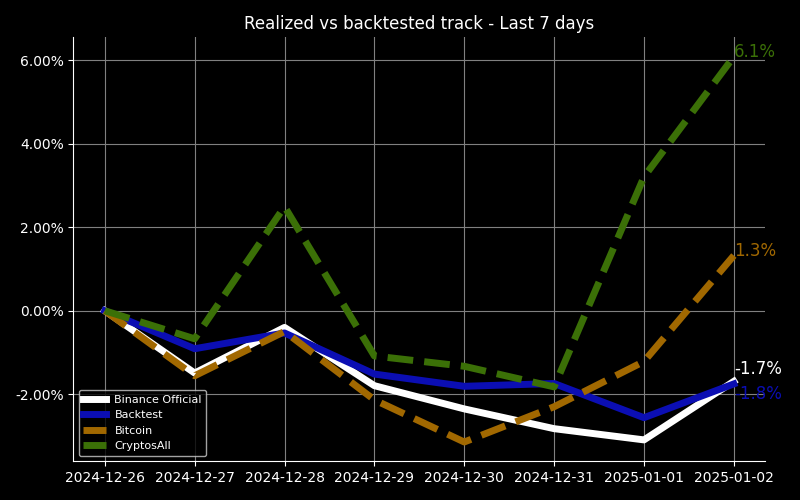 Realized vs backtested track - Last 7 days
6.00%
4.00%
2.00%
0.00%
-2.00%
6.1%
1.3%
-1.7%
-1.8%
Binance Official
Backtest
Bitcoin
CryptosAll
2024-12-26 2024-12-27 2024-12-28 2024-12-29 2024-12-30 2024-12-31 2025-01-01 2025-01-02